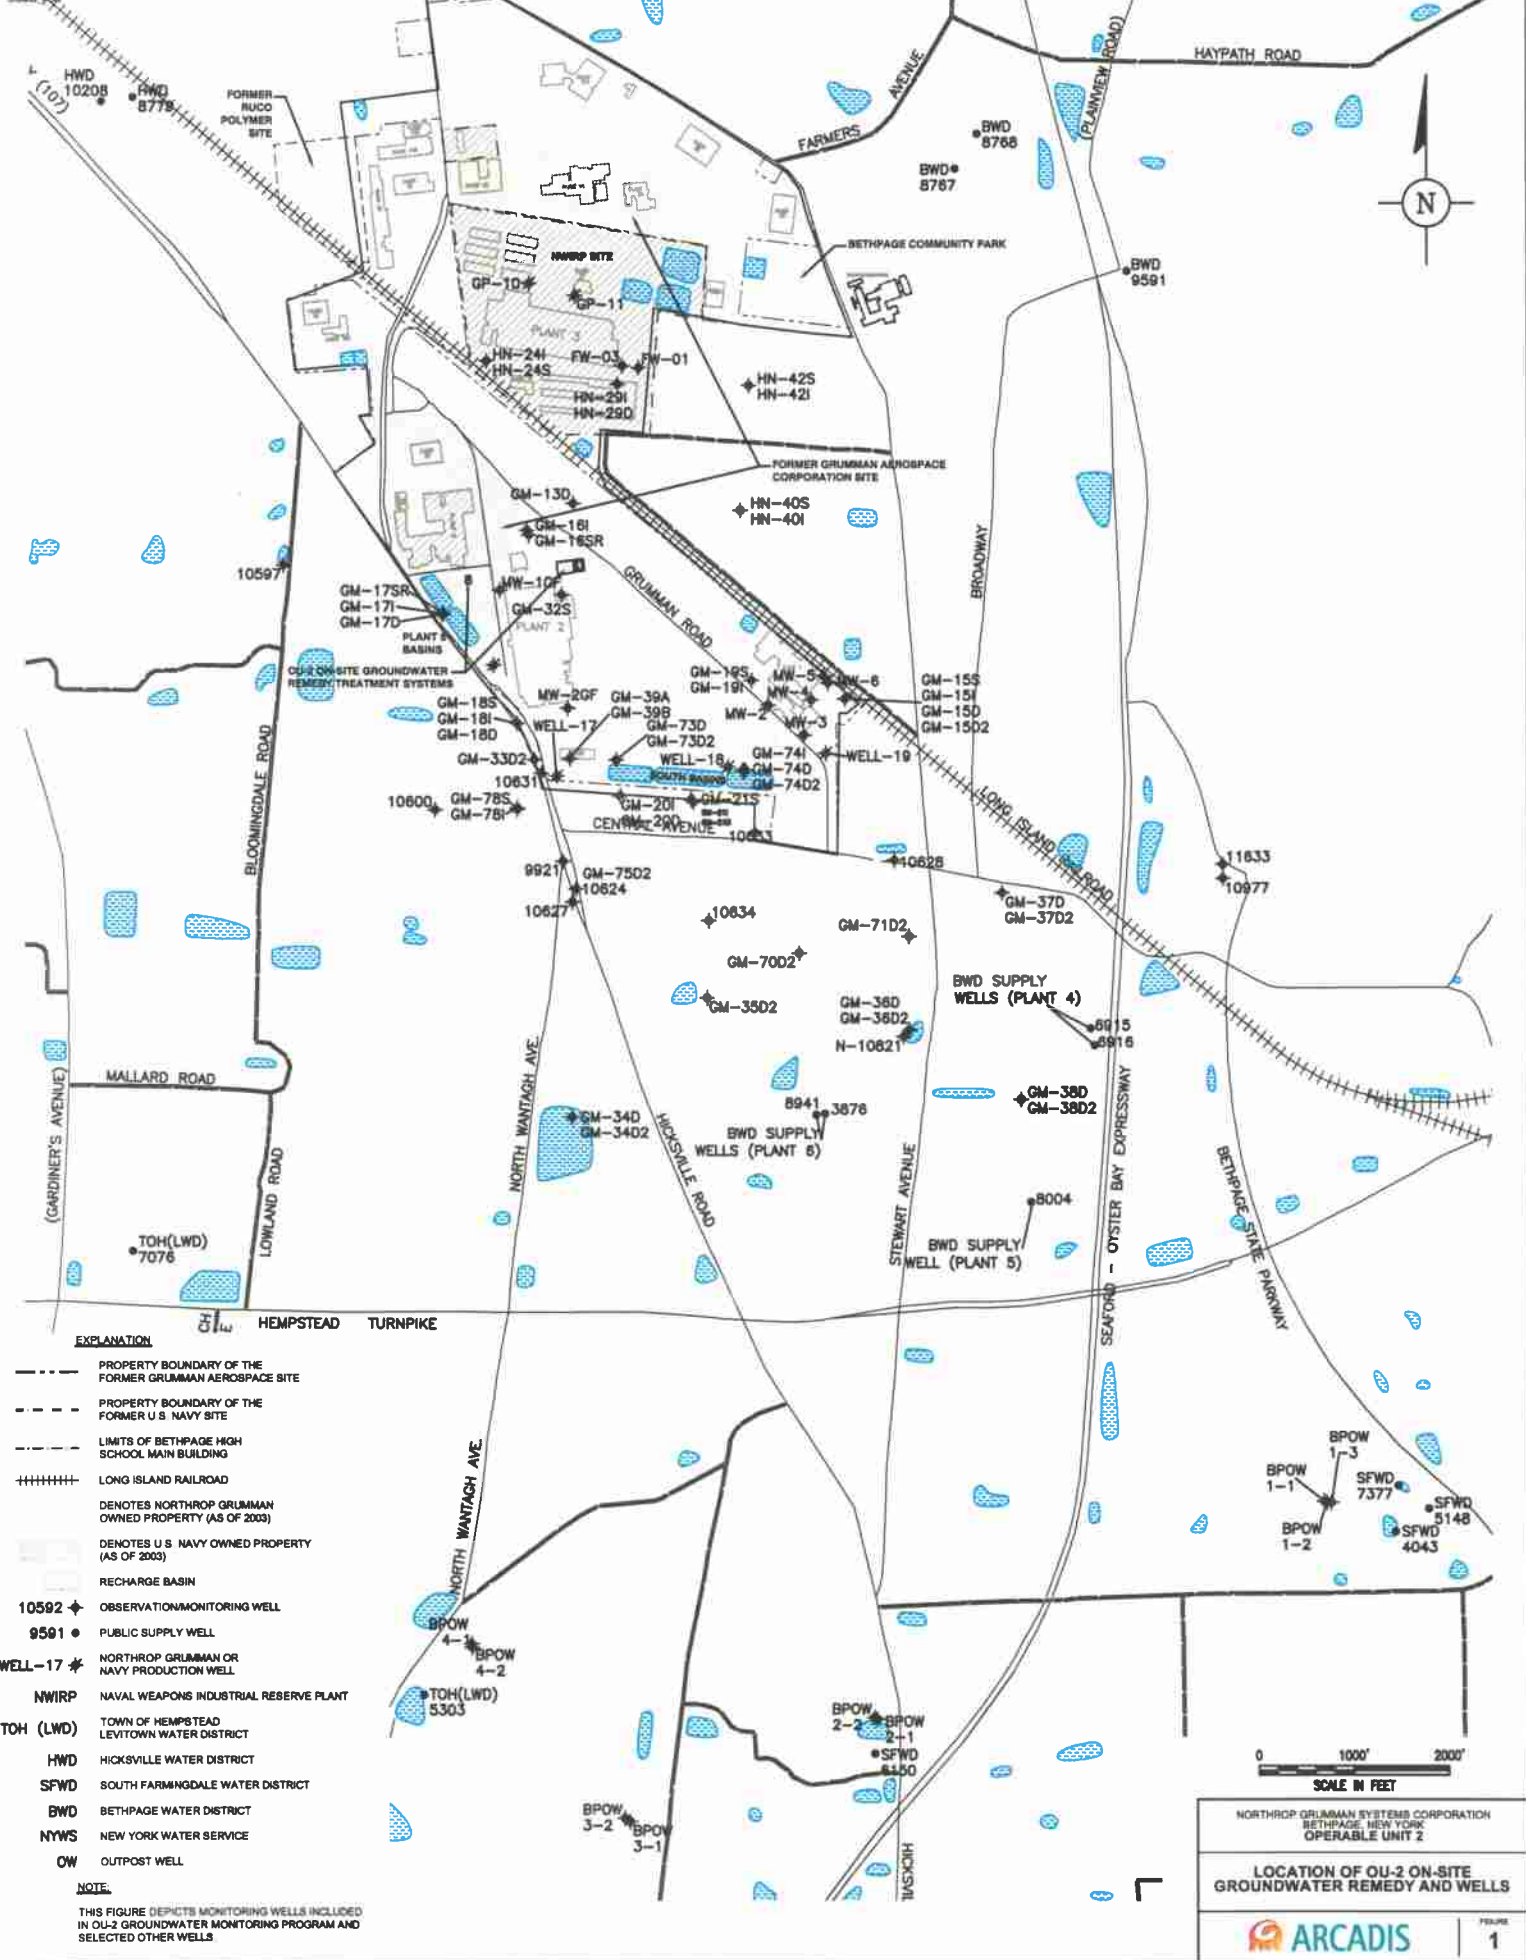 HAYPATH ROAD
(PLAINVIEW ROAD)
FARMERS
AVENUE
(107)
HWD
10208
HWD
8779
FORMER
RUCO
POLYMER
SITE
BWD
8768
BWD
8767
N
BETHPAGE COMMUNITY PARK
BWD
9591
NWIRP SITE
GP-10
GP-11
PLANT 3
HN-24I
HN-24S
FW-03
FW-01
HN-29I
HN-29D
HN-42S
HN-42I
FORMER GRUMMAN AEROSPACE
CORPORATION SITE
GM-13D
HN-40S
HN-40I
GM-16I
GM-16SR
10597
GM-17SR
GM-17I
GM-17D
MW-1GF
GM-32S
PLANT 2
GRUMMAN ROAD
BROADWAY
PLANT 5
BASINS
OU-2 ON-SITE GROUNDWATER
REMEDY TREATMENT SYSTEMS
GM-19S
GM-19I
MW-5
MW-6
MW-4
MW-2
MW-3
GM-15S
GM-15I
GM-15D
GM-15D2
GM-18S
GM-18I
GM-18D
MW-2GF
GM-39A
GM-39B
WELL-17
GM-73D
GM-73D2
GM-33D2
WELL-18
GM-74I
GM-74D
GM-74D2
WELL-19
10631
SOUTH BASINS
10600
GM-78S
GM-78I
GM-20I
GM-20D
GM-21S
CENTRAL AVENUE
10633
LONG ISLAND RAILROAD
BLOOMINGDALE ROAD
9921
GM-75D2
10624
10627
10628
11633
10977
GM-37D
GM-37D2
10634
GM-71D2
GM-70D2
GM-35D2
BWD SUPPLY
WELLS (PLANT 4)
GM-36D
GM-36D2
N-10821
6915
6916
MALLARD ROAD
(GARDINER'S AVENUE)
LOWLAND ROAD
NORTH WANTAGH AVE.
GM-34D
GM-34D2
HICKSVILLE ROAD
8941
3876
BWD SUPPLY
WELLS (PLANT 6)
GM-38D
GM-38D2
STEWART AVENUE
SEAFORD - OYSTER BAY EXPRESSWAY
BETHPAGE STATE PARKWAY
8004
BWD SUPPLY
WELL (PLANT 5)
TOH(LWD)
7076
HEMPSTEAD TURNPIKE
EXPLANATION
PROPERTY BOUNDARY OF THE
FORMER GRUMMAN AEROSPACE SITE
PROPERTY BOUNDARY OF THE
FORMER U.S. NAVY SITE
LIMITS OF BETHPAGE HIGH
SCHOOL MAIN BUILDING
LONG ISLAND RAILROAD
DENOTES NORTHROP GRUMMAN
OWNED PROPERTY (AS OF 2003)
DENOTES U.S. NAVY OWNED PROPERTY
(AS OF 2003)
RECHARGE BASIN
10592 OBSERVATION/MONITORING WELL
9591 PUBLIC SUPPLY WELL
WELL-17 NORTHROP GRUMMAN OR
NAVY PRODUCTION WELL
NWIRP NAVAL WEAPONS INDUSTRIAL RESERVE PLANT
TOH (LWD) TOWN OF HEMPSTEAD
LEVITOWN WATER DISTRICT
HWD HICKSVILLE WATER DISTRICT
SFWD SOUTH FARMINGDALE WATER DISTRICT
BWD BETHPAGE WATER DISTRICT
NYWS NEW YORK WATER SERVICE
OW OUTPOST WELL
NOTE:
THIS FIGURE DEPICTS MONITORING WELLS INCLUDED
IN OU-2 GROUNDWATER MONITORING PROGRAM AND
SELECTED OTHER WELLS
NORTH WANTAGH AVE.
BPOW
4-1
BPOW
4-2
TOH(LWD)
5303
BPOW
3-2
BPOW
3-1
BPOW
2-2
BPOW
2-1
SFWD
6150
BPOW
1-3
BPOW
1-1
BPOW
1-2
SFWD
7377
SFWD
5148
SFWD
4043
0 1000' 2000'
SCALE IN FEET
NORTHROP GRUMMAN SYSTEMS CORPORATION
BETHPAGE, NEW YORK
OPERABLE UNIT 2
LOCATION OF OU-2 ON-SITE
GROUNDWATER REMEDY AND WELLS
ARCADIS
FIGURE
1